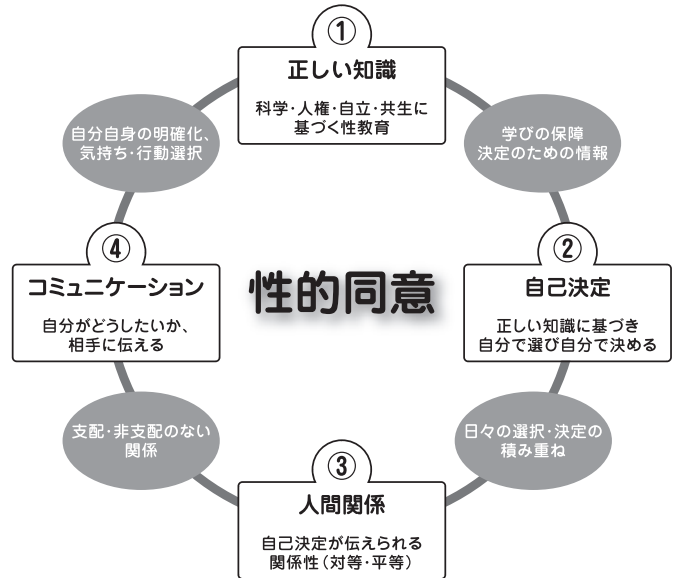 ①
正しい知識
科学・人権・自立・共生に
基づく性教育
学びの保障
決定のための情報
②
自己決定
正しい知識に基づき
自分で選び自分で決める
日々の選択・決定の
積み重ね
③
人間関係
自己決定が伝えられる
関係性（対等・平等）
支配・非支配のない
関係
④
コミュニケーション
自分がどうしたいか、
相手に伝える
自分自身の明確化、
気持ち・行動選択
性的同意